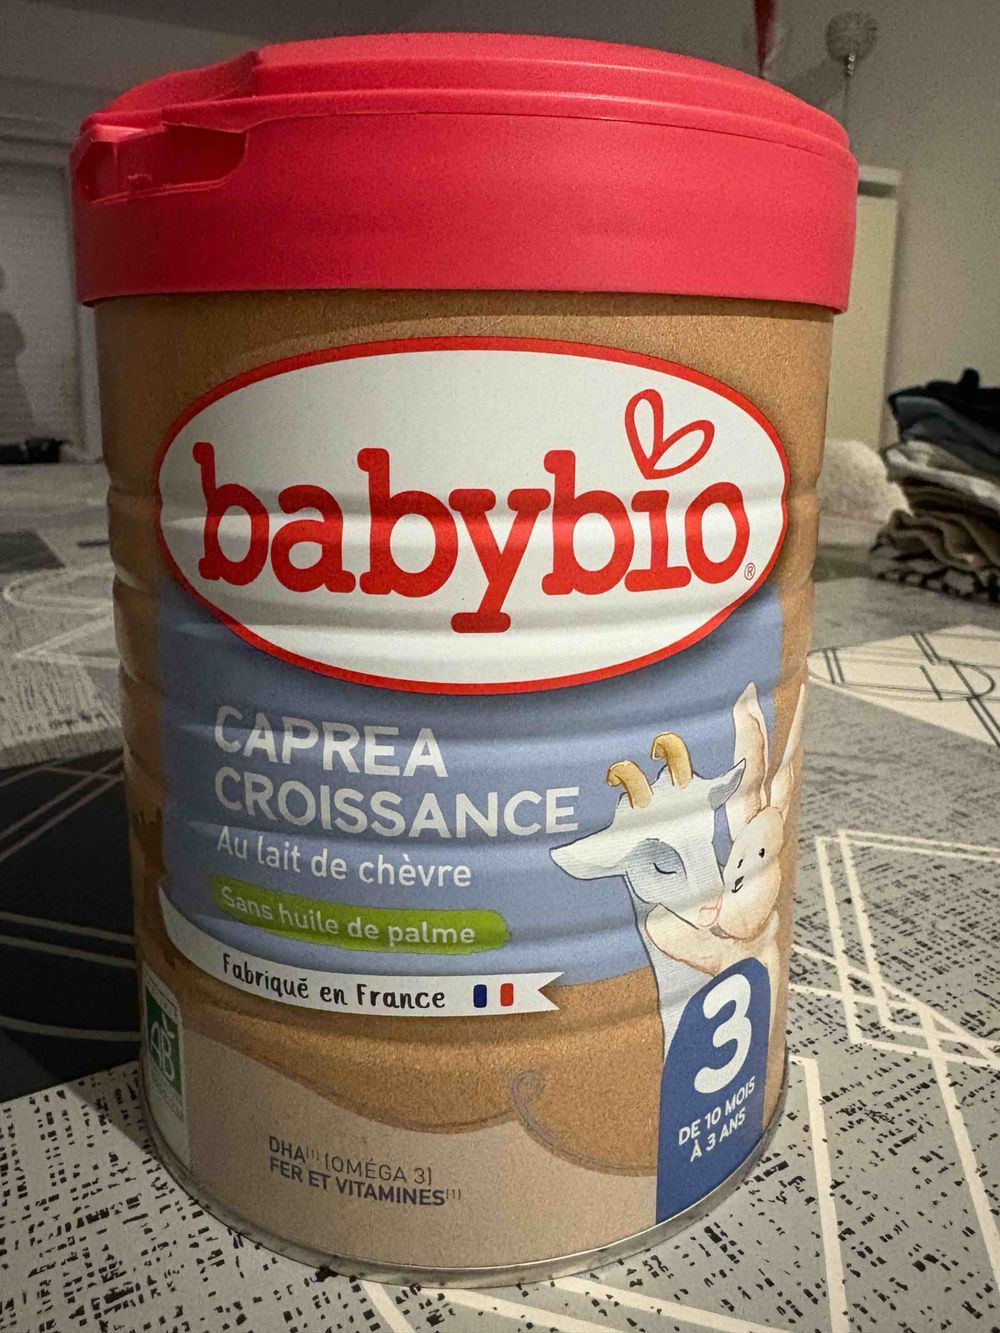 babybio®
CAPREA
CROISSANCE
Au lait de chèvre
Sans huile de palme
Fabriqué en France
AB
3
DE 10 MOIS
À 3 ANS
DHA⁽¹⁾ (OMÉGA 3)
FER ET VITAMINES⁽¹⁾